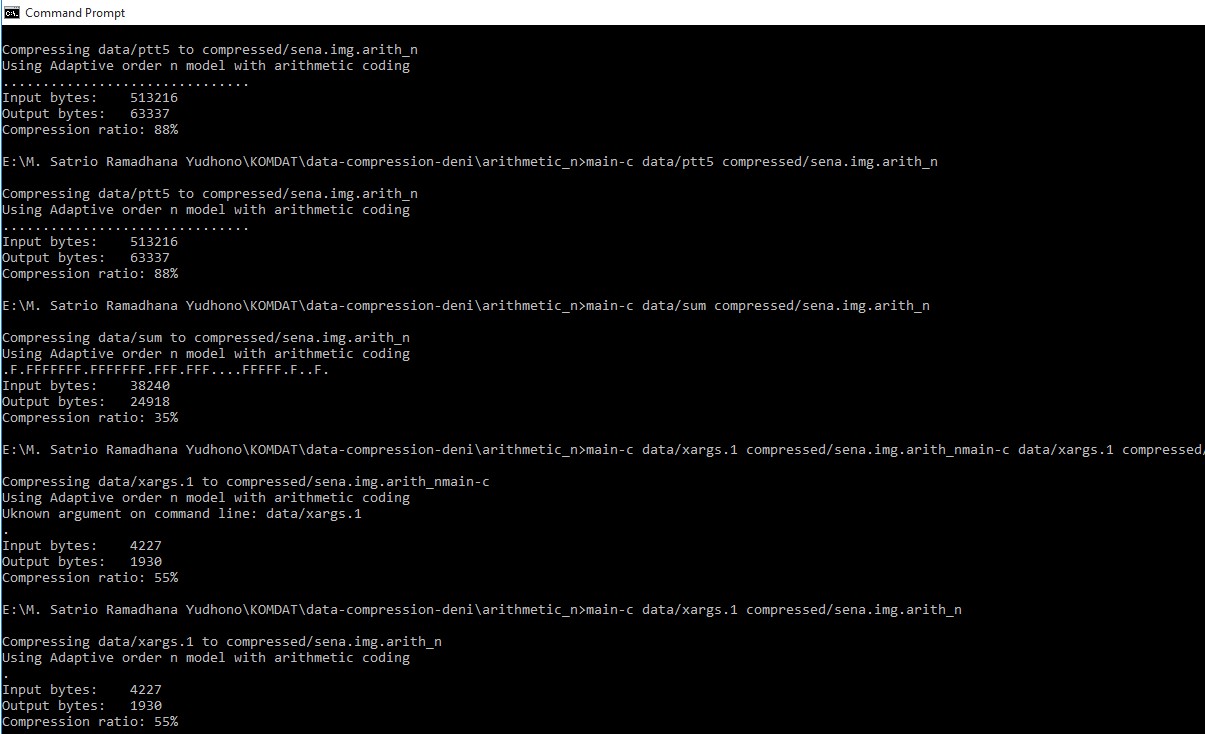 Command Prompt
Compressing data/ptt5 to compressed/sena.img.arith_n
Using Adaptive order n model with arithmetic coding
...............................
Input bytes:    513216
Output bytes:   63337
Compression ratio: 88%
E:\M. Satrio Ramadhana Yudhono\KOMDAT\data-compression-deni\arithmetic_n>main-c data/ptt5 compressed/sena.img.arith_n
Compressing data/ptt5 to compressed/sena.img.arith_n
Using Adaptive order n model with arithmetic coding
...............................
Input bytes:    513216
Output bytes:   63337
Compression ratio: 88%
E:\M. Satrio Ramadhana Yudhono\KOMDAT\data-compression-deni\arithmetic_n>main-c data/sum compressed/sena.img.arith_n
Compressing data/sum to compressed/sena.img.arith_n
Using Adaptive order n model with arithmetic coding
.F.FFFFFFF.FFFFFFF.FFF.FFF....FFFFF.F..F.
Input bytes:    38240
Output bytes:   24918
Compression ratio: 35%
E:\M. Satrio Ramadhana Yudhono\KOMDAT\data-compression-deni\arithmetic_n>main-c data/xargs.1 compressed/sena.img.arith_nmain-c data/xargs.1 compressed/
Compressing data/xargs.1 to compressed/sena.img.arith_nmain-c
Using Adaptive order n model with arithmetic coding
Uknown argument on command line: data/xargs.1
.
Input bytes:    4227
Output bytes:   1930
Compression ratio: 55%
E:\M. Satrio Ramadhana Yudhono\KOMDAT\data-compression-deni\arithmetic_n>main-c data/xargs.1 compressed/sena.img.arith_n
Compressing data/xargs.1 to compressed/sena.img.arith_n
Using Adaptive order n model with arithmetic coding
.
Input bytes:    4227
Output bytes:   1930
Compression ratio: 55%